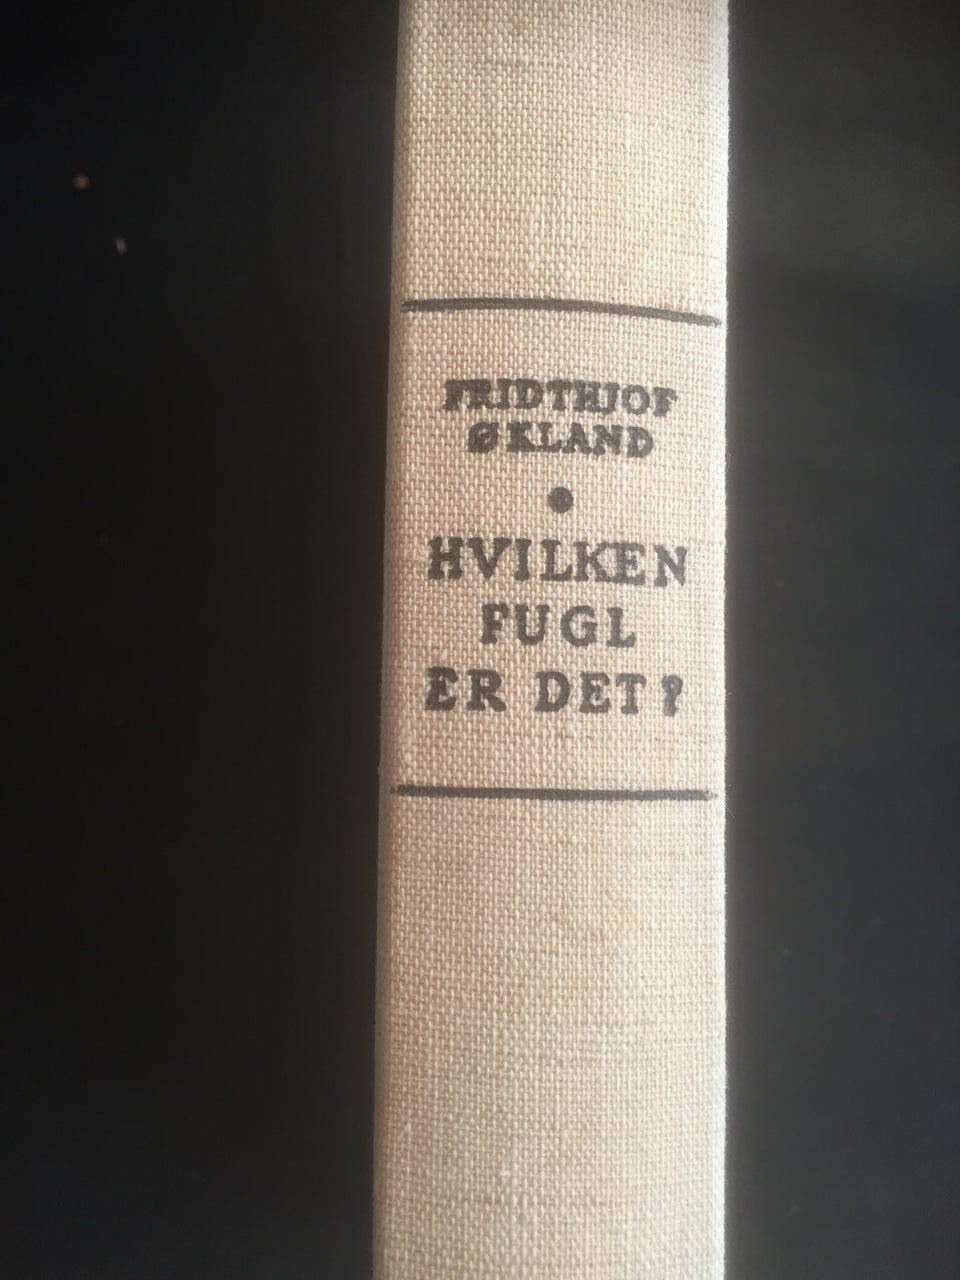 FRIDTHJOF
ØKLAND
•
HVILKEN
FUGL
ER DET?